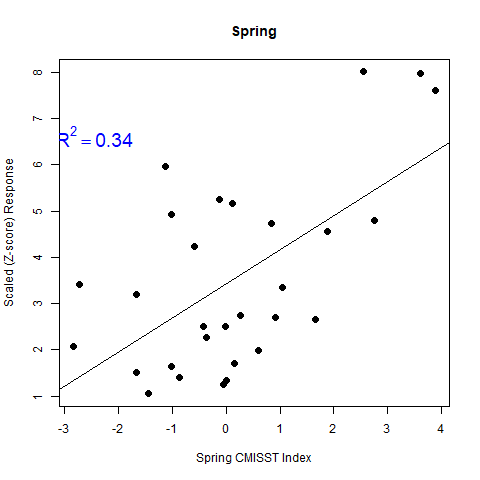 Spring
R² = 0.34
Scaled (Z-score) Response
8
7
6
5
4
3
2
1
-3 -2 -1 0 1 2 3 4
Spring CMISST Index